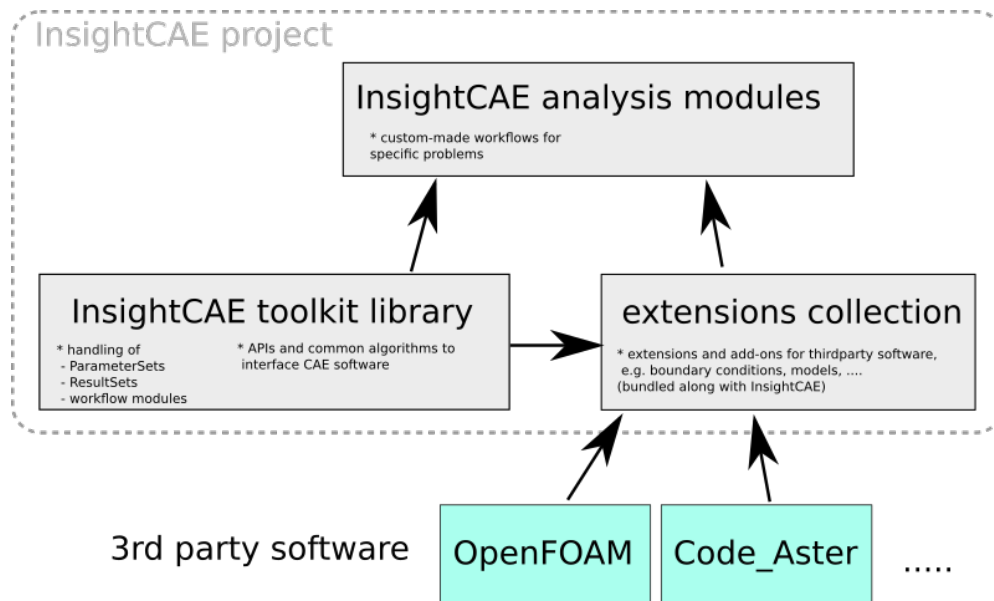 InsightCAE project
InsightCAE analysis modules
* custom-made workflows for
specific problems
InsightCAE toolkit library
* handling of
- ParameterSets
- ResultSets
- workflow modules
* APIs and common algorithms to
interface CAE software
extensions collection
* extensions and add-ons for thirdparty software,
e.g. boundary conditions, models, ....
(bundled along with InsightCAE)
3rd party software
OpenFOAM
Code_Aster
.....